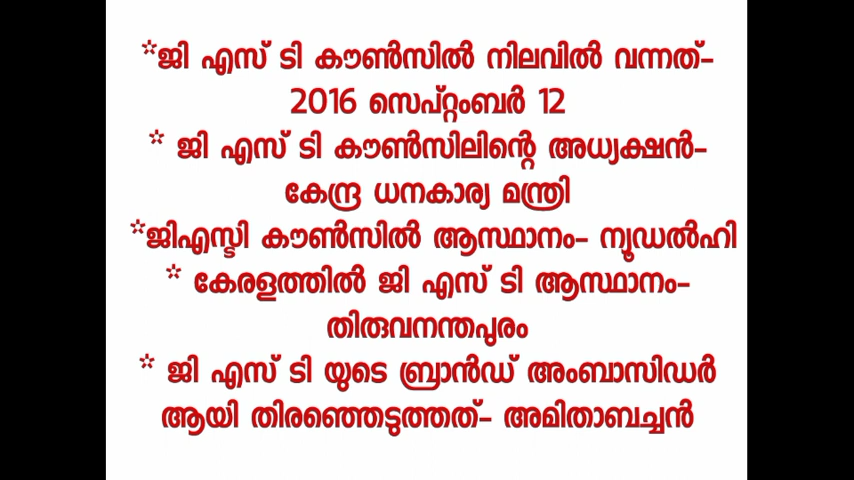 *ജി എസ് ടി കൗൺസിൽ നിലവിൽ വന്നത്-
2016 സെപ്റ്റംബർ 12
* ജി എസ് ടി കൗൺസിലിന്റെ അധ്യക്ഷൻ-
കേന്ദ്ര ധനകാര്യ മന്ത്രി
*ജിഎസ്ടി കൗൺസിൽ ആസ്ഥാനം- ന്യൂഡൽഹി
* കേരളത്തിൽ ജി എസ് ടി ആസ്ഥാനം-
തിരുവനന്തപുരം
* ജി എസ് ടി യുടെ ബ്രാൻഡ് അംബാസിഡർ
ആയി തിരഞ്ഞെടുത്തത്- അമിതാബച്ചൻ